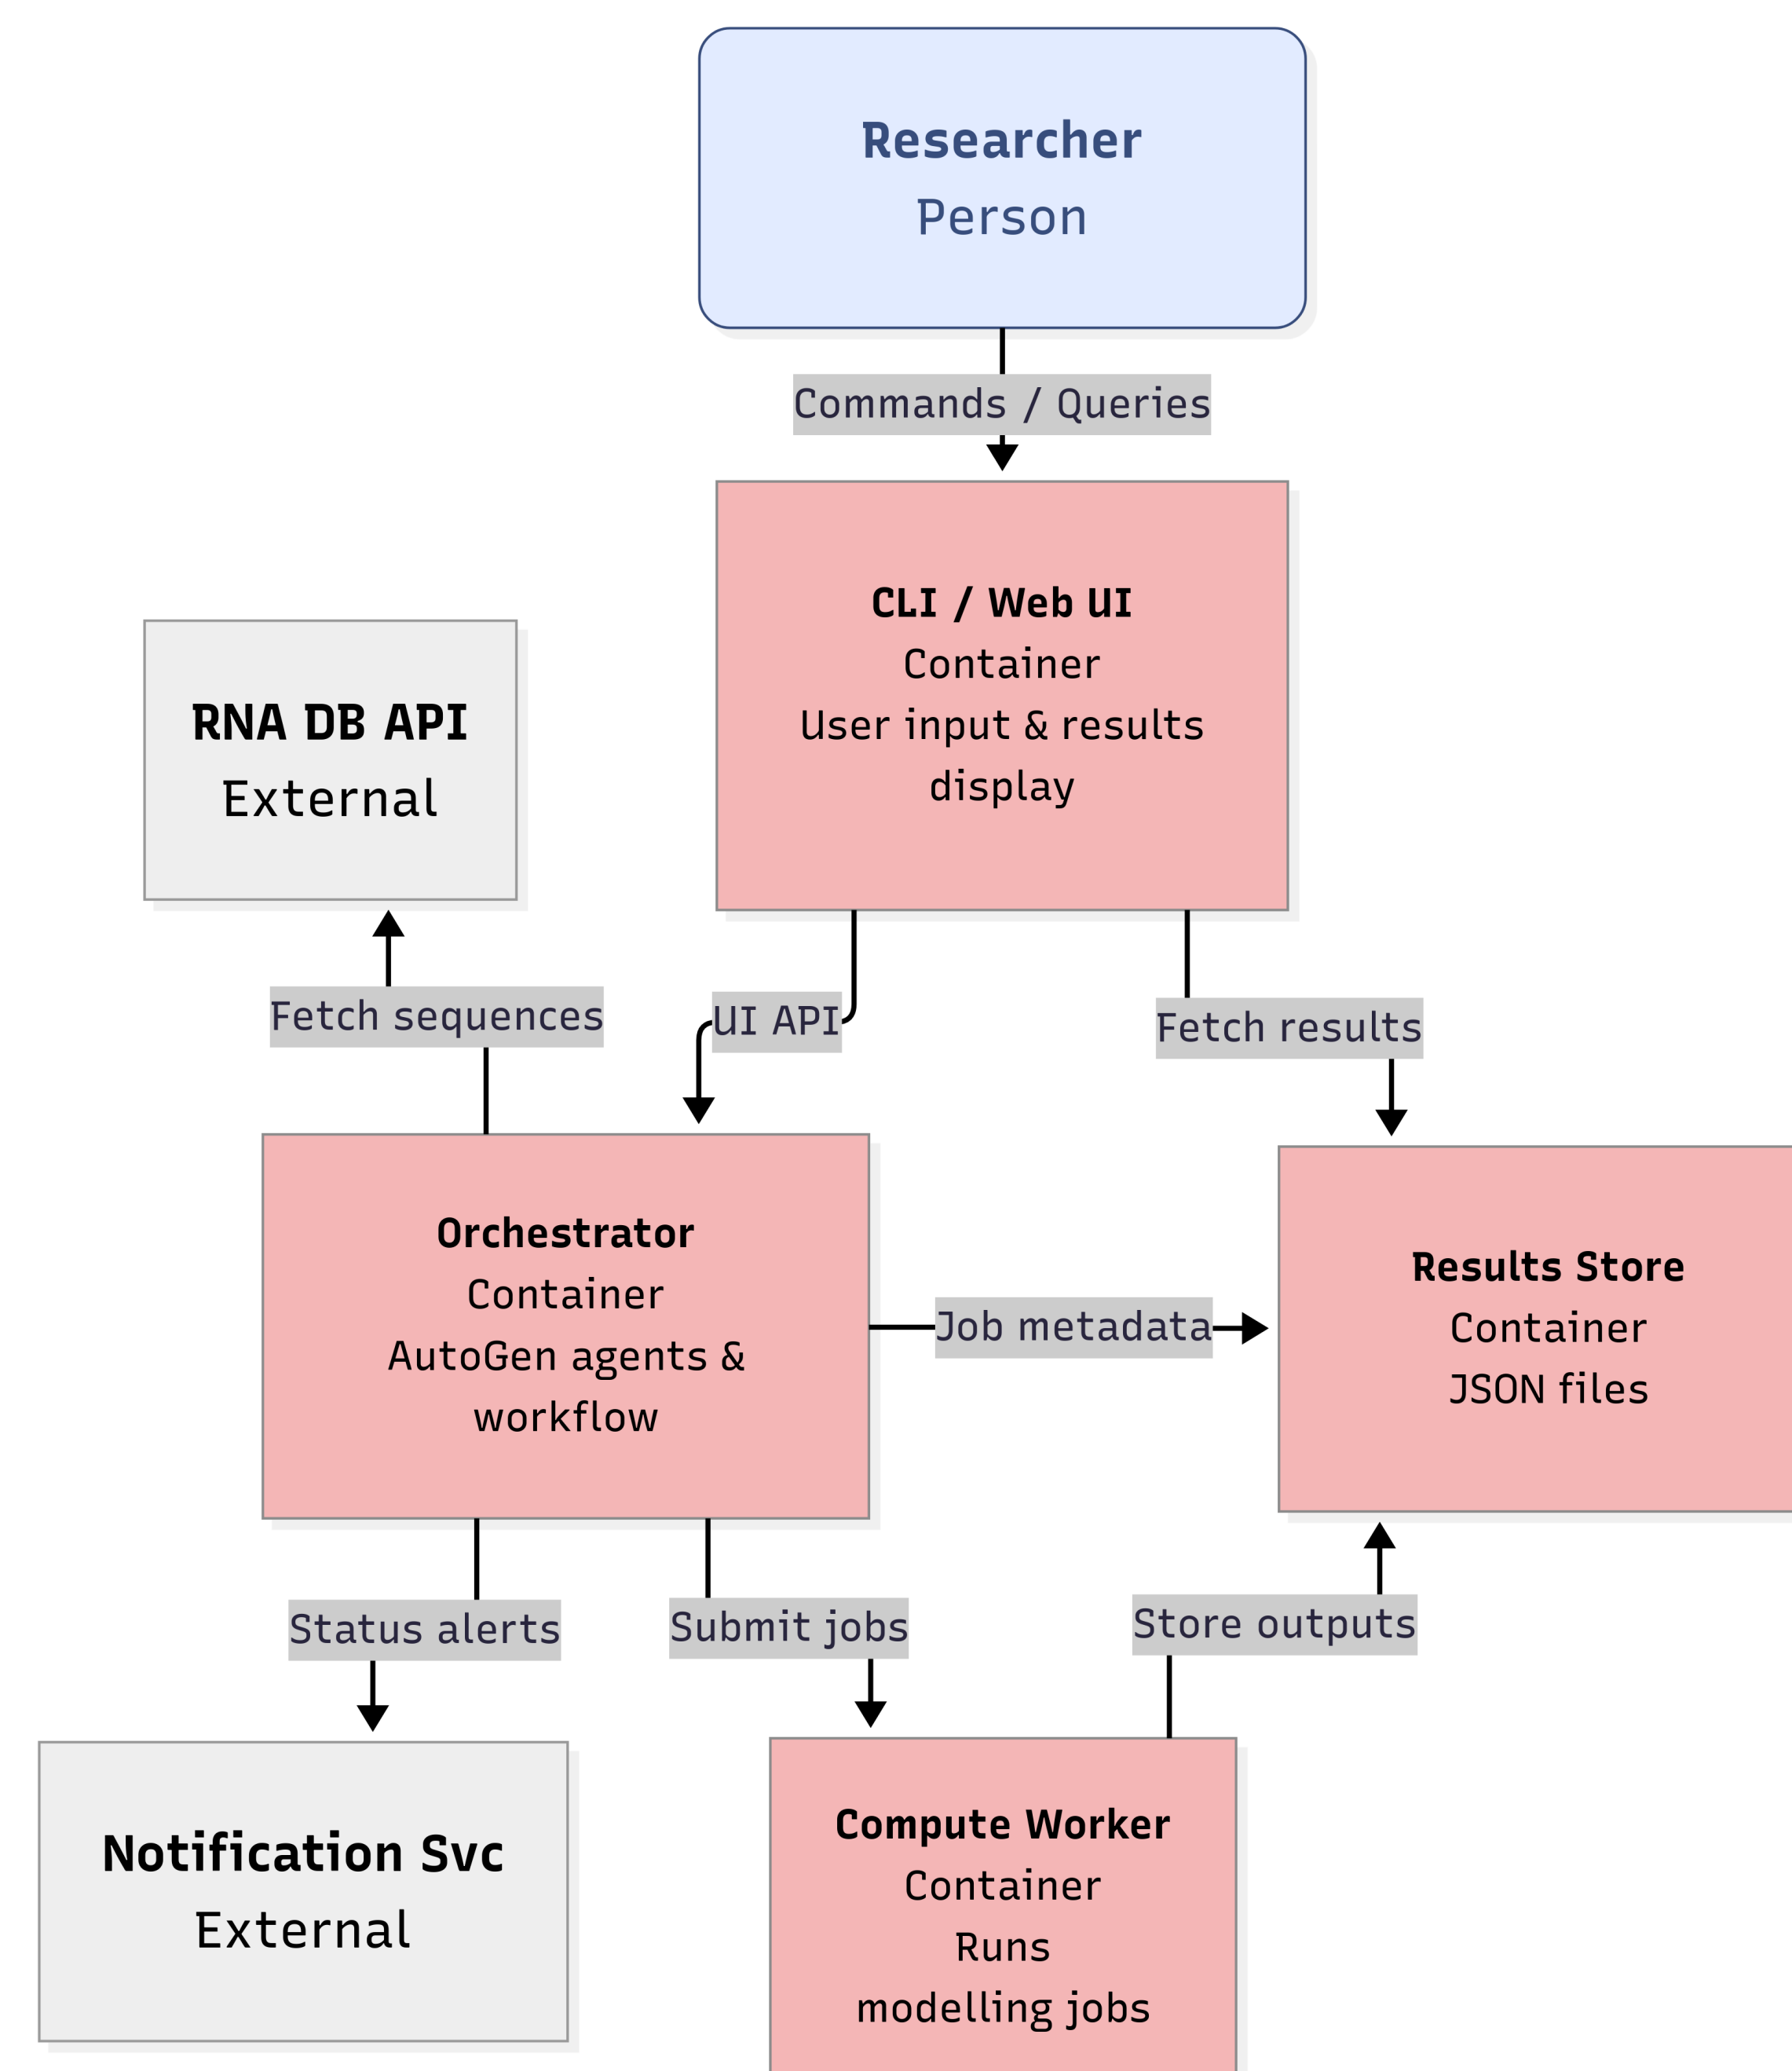 Researcher
Person
Commands / Queries
CLI / Web UI
Container
User input & results
display
RNA DB API
External
Fetch sequences
UI API
Fetch results
Orchestrator
Container
AutoGen agents &
workflow
Job metadata
Results Store
Container
JSON files
Status alerts
Submit jobs
Store outputs
Notification Svc
External
Compute Worker
Container
Runs
modelling jobs